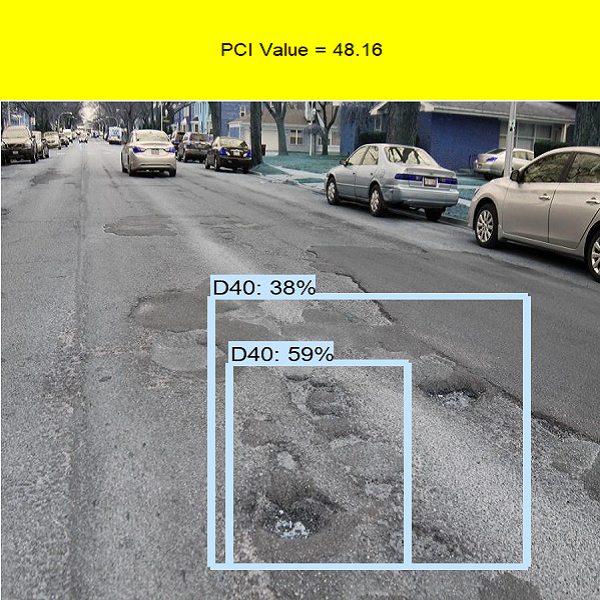 PCI Value = 48.16
D40: 38%
D40: 59%